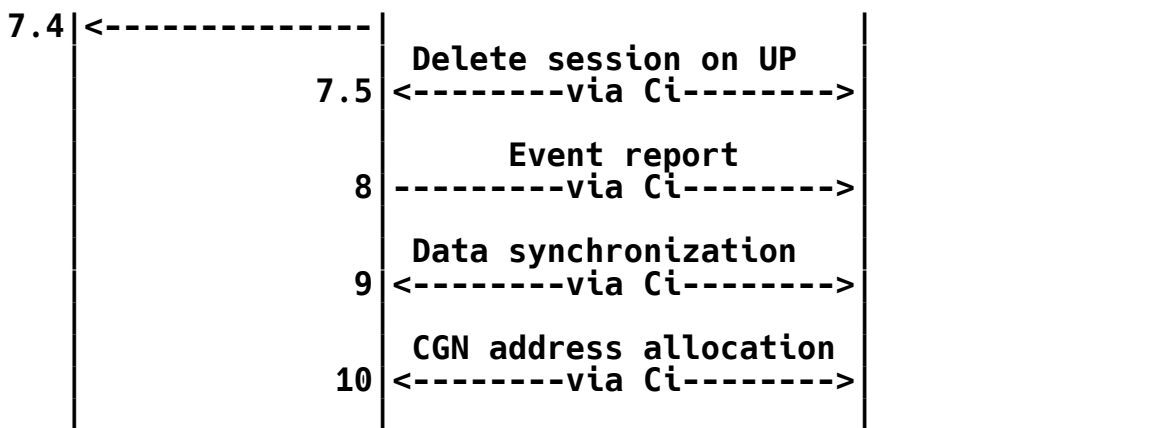 7.4|<--------------|                        |
   |               | Delete session on UP   |
   |            7.5|<--------via Ci-------->|
   |               |                        |
   |               |      Event report      |
   |              8|---------via Ci-------->|
   |               |                        |
   |               | Data synchronization   |
   |              9|<--------via Ci-------->|
   |               |                        |
   |               | CGN address allocation |
   |             10|<--------via Ci-------->|
   |               |                        |